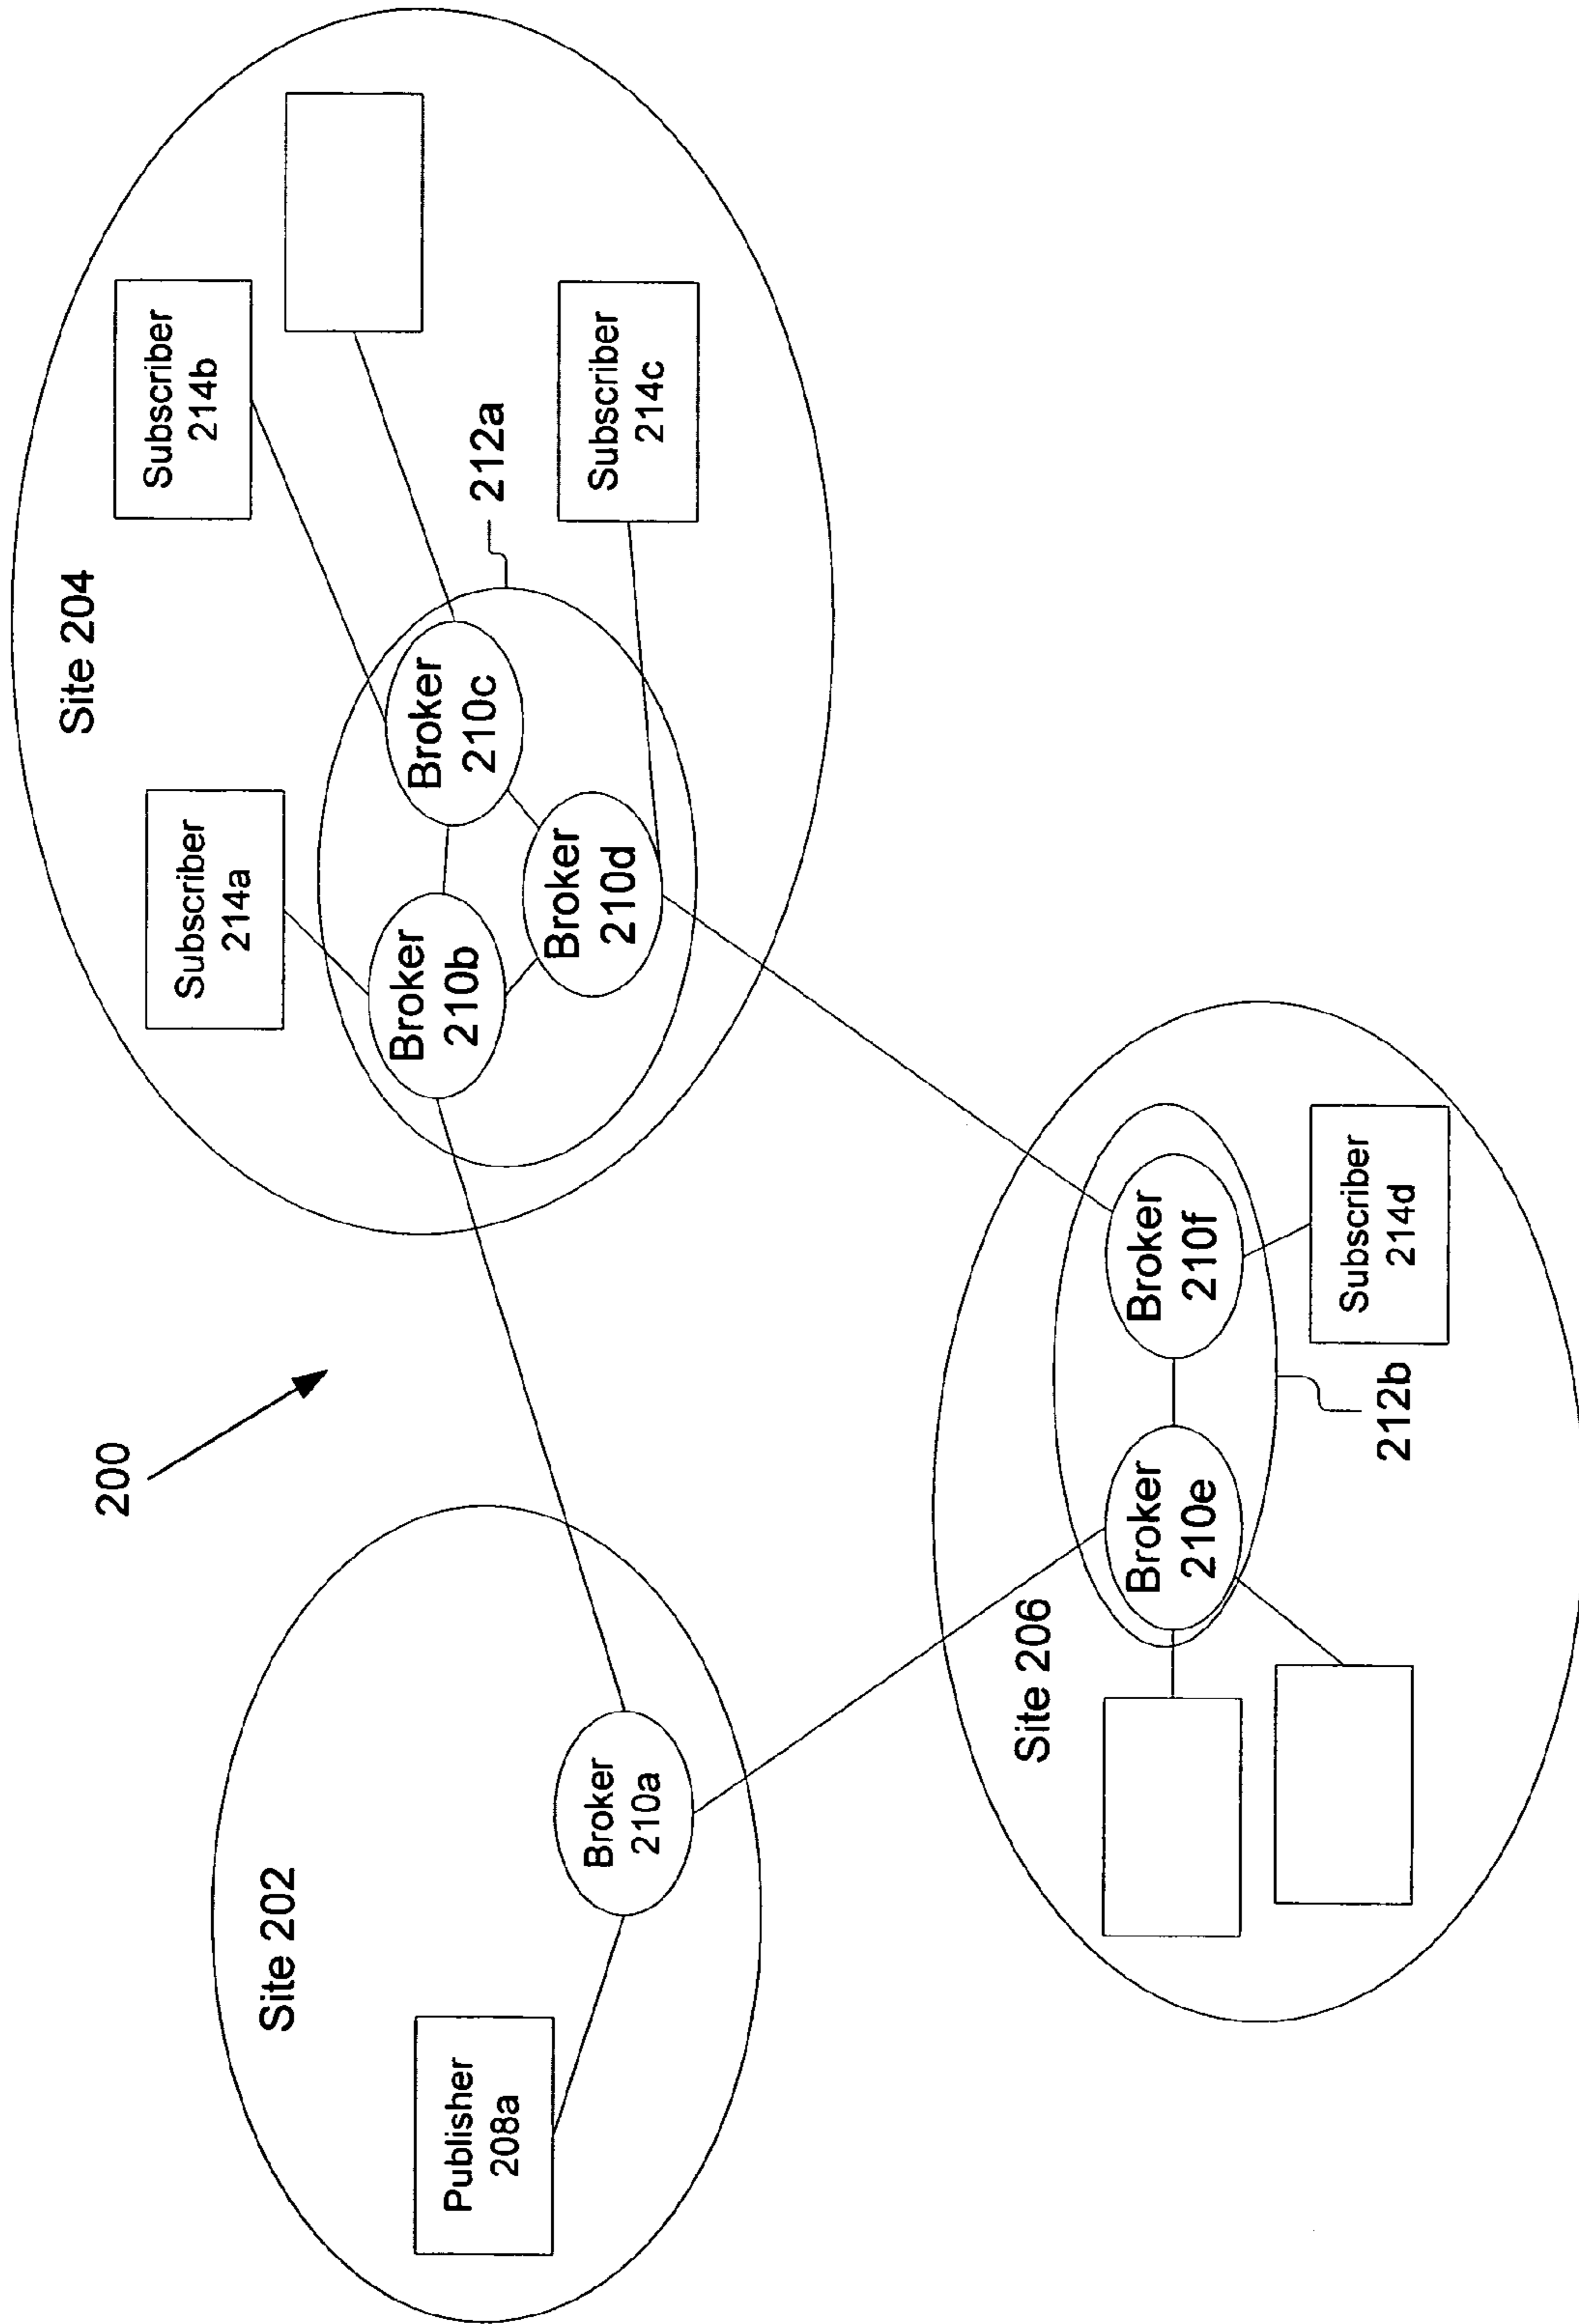 200
Site 202
Publisher
208a
Broker
210a
Site 204
Subscriber
214a
Subscriber
214b
Broker
210b
Broker
210c
Broker
210d
212a
Subscriber
214c
Site 206
Broker
210e
Broker
210f
212b
Subscriber
214d